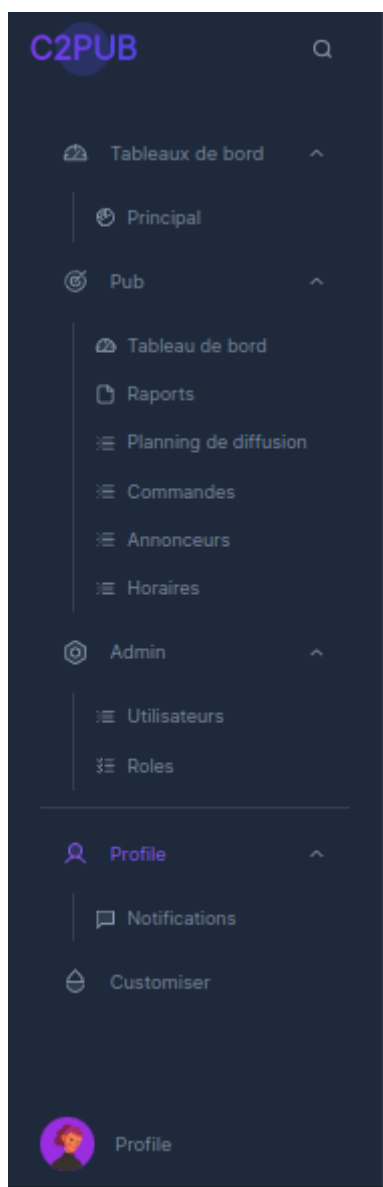 C2PUB
Tableaux de bord
Principal
Pub
Tableau de bord
Raports
Planning de diffusion
Commandes
Annonceurs
Horaires
Admin
Utilisateurs
Roles
Profile
Notifications
Customiser
Profile